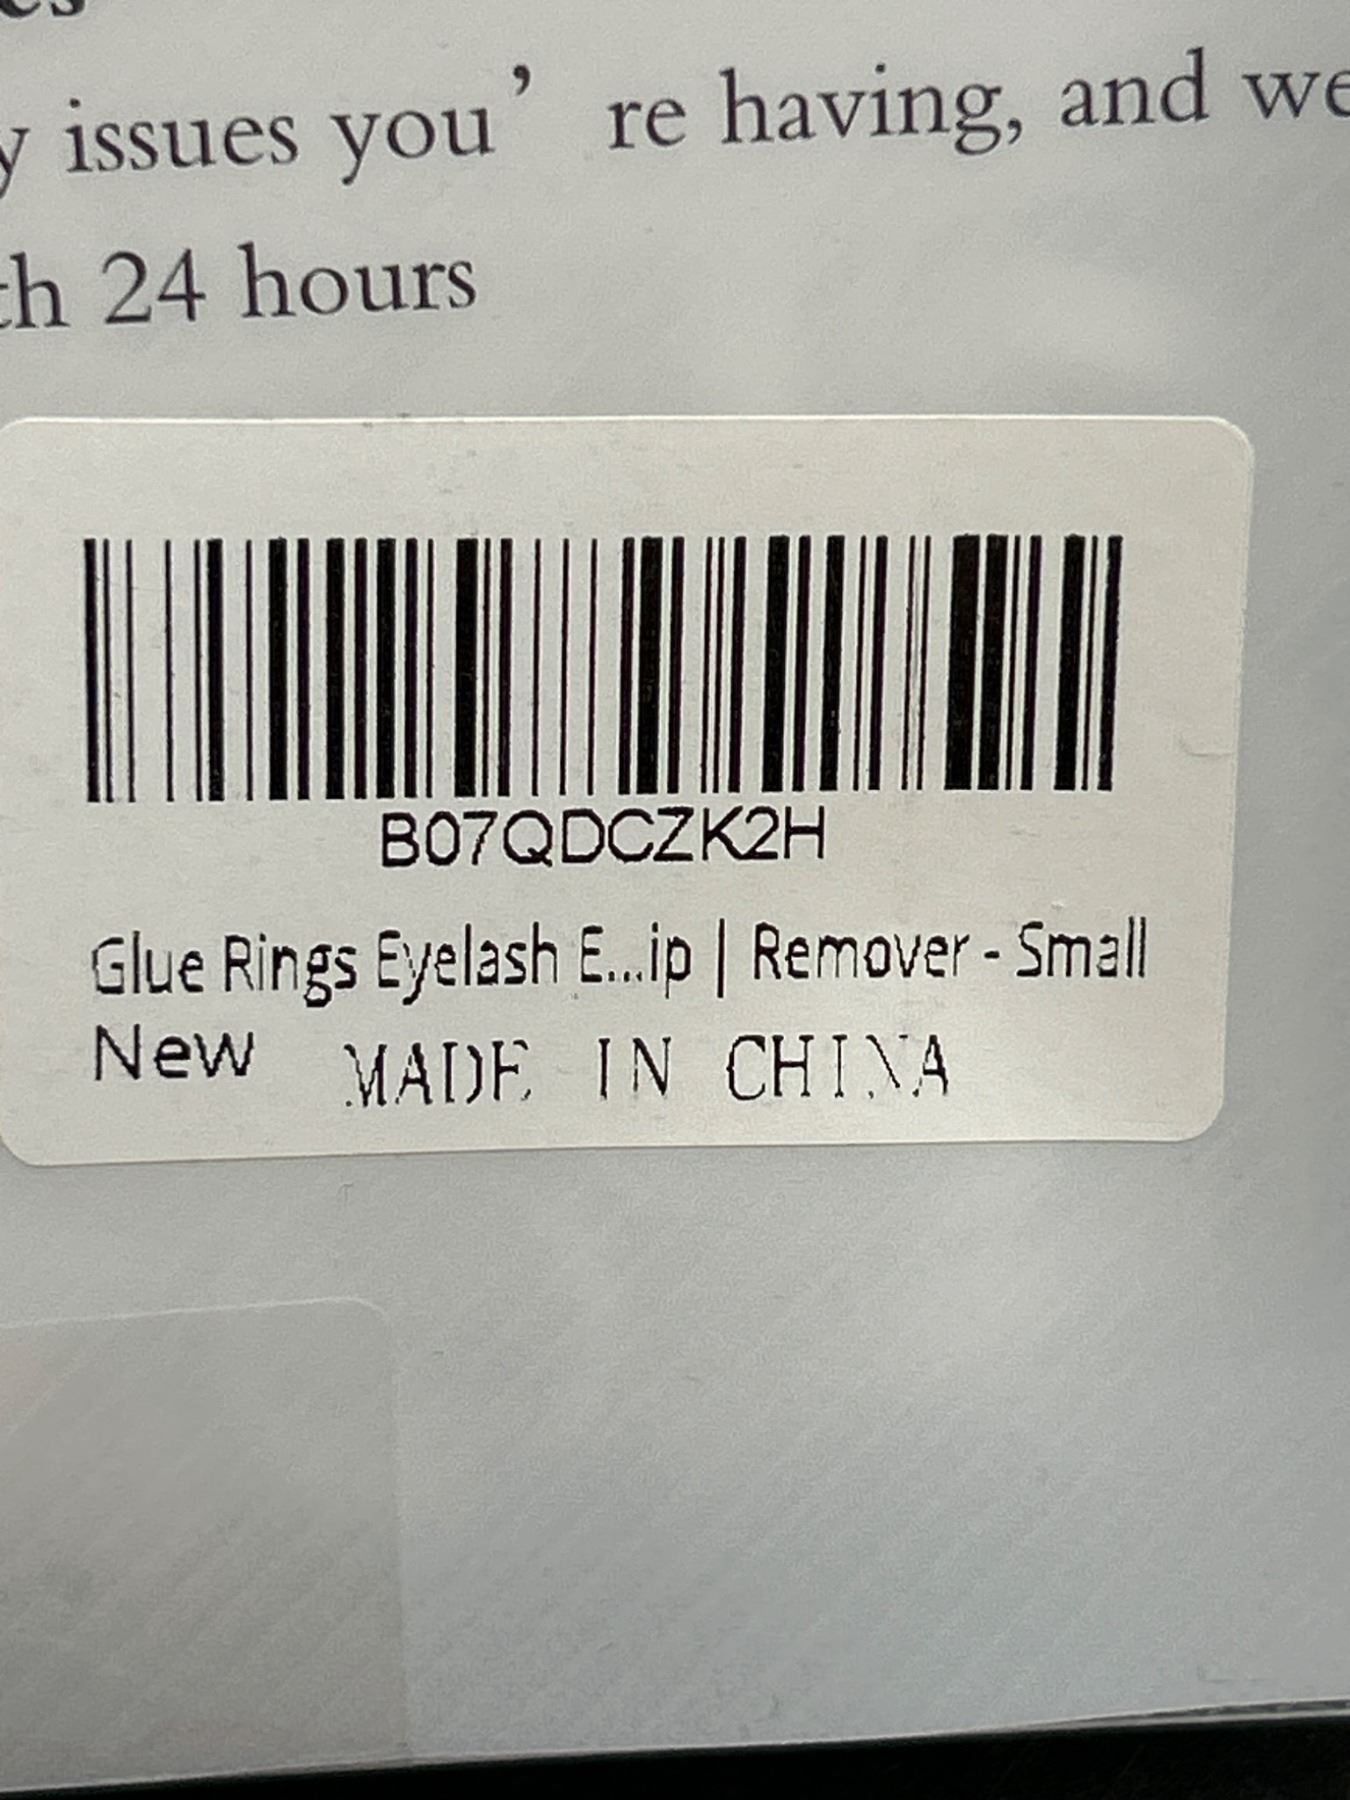 issues you’ re having, and we
24 hours
B07QDCZK2H
Glue Rings Eyelash E...ip | Remover - Small
New MADE IN CHINA